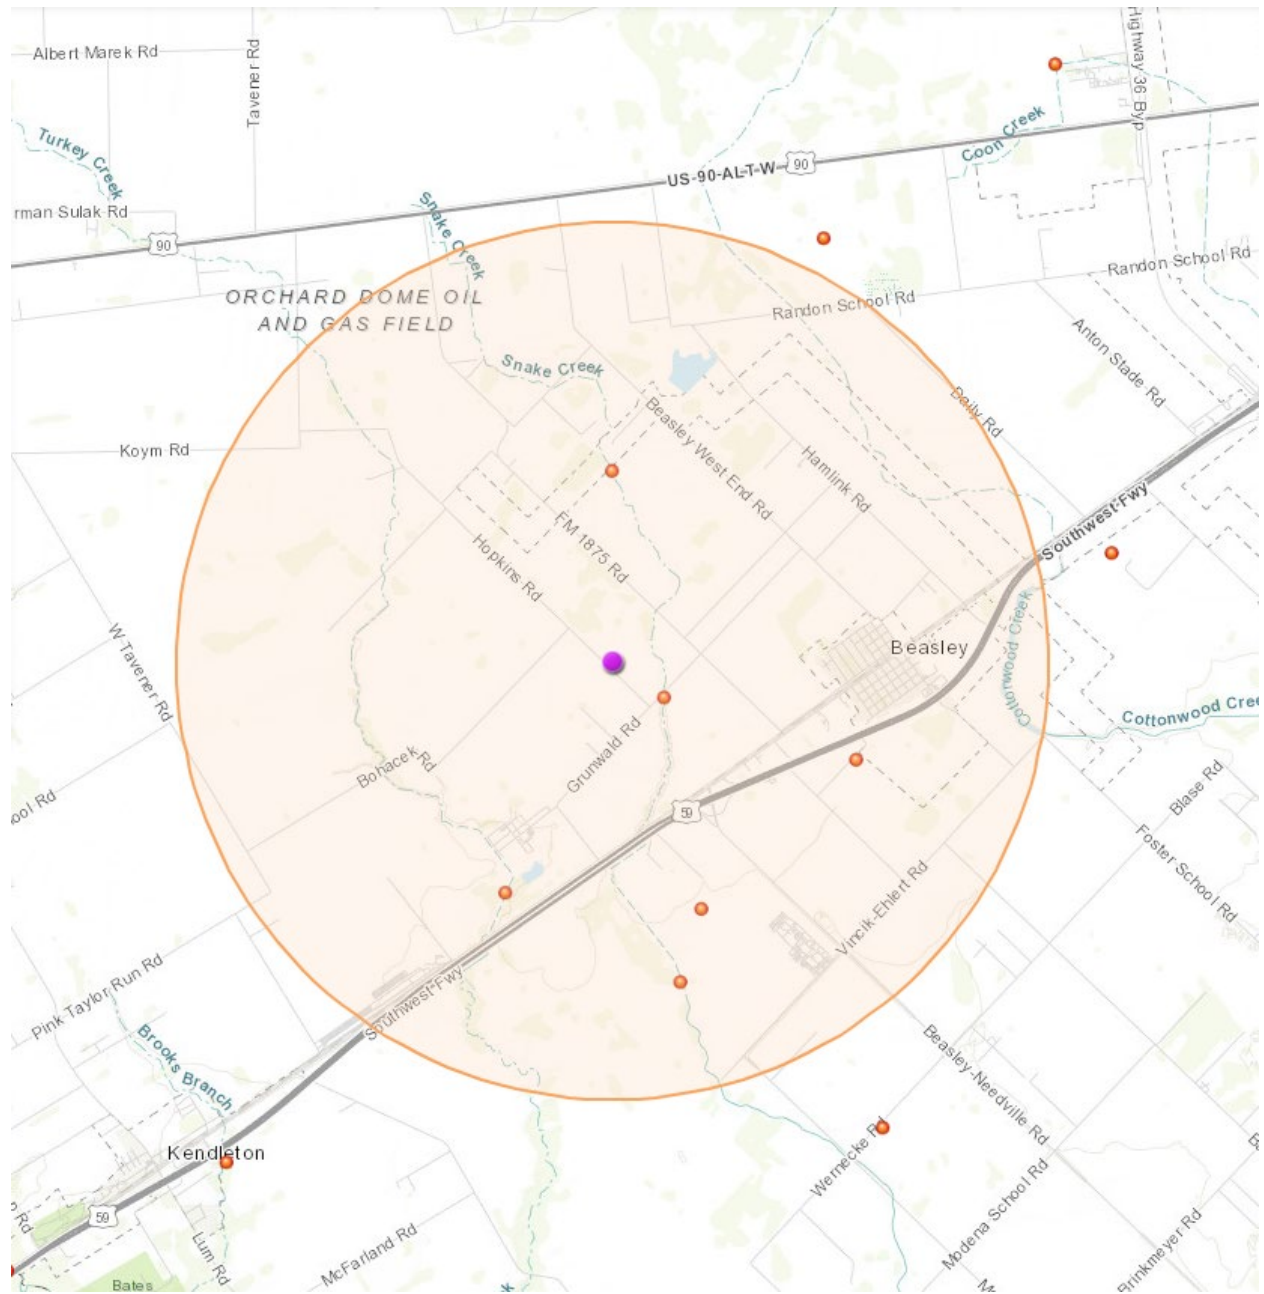 Albert Marek Rd
Tavener Rd
Highway 36 Byp
Turkey Creek
Coon Creek
US-90-ALT-W
90
rman Sulak Rd
90
Snake Creek
Randon School Rd
ORCHARD DOME OIL
AND GAS FIELD
Randon School Rd
Anton Stade Rd
Snake Creek
Daily Rd
Beasley West End Rd
Koym Rd
Hamlink Rd
Southwest Fwy
FM 1875 Rd
Hopkins Rd
W Tavener Rd
Beasley
Cottonwood Creek
Cottonwood Cree
Grunwald Rd
Bohacek Rd
ool Rd
59
Blase Rd
Foster School Rd
Vincik-Ehlert Rd
Pink Taylor Run Rd
Southwest Fwy
Brooks Branch
Beasley-Needville Rd
Kendleton
Wernecke Rd
Modena School Rd
59
Rd
Lum Rd
McFarland Rd
Brinkmeyer Rd
Bates
k